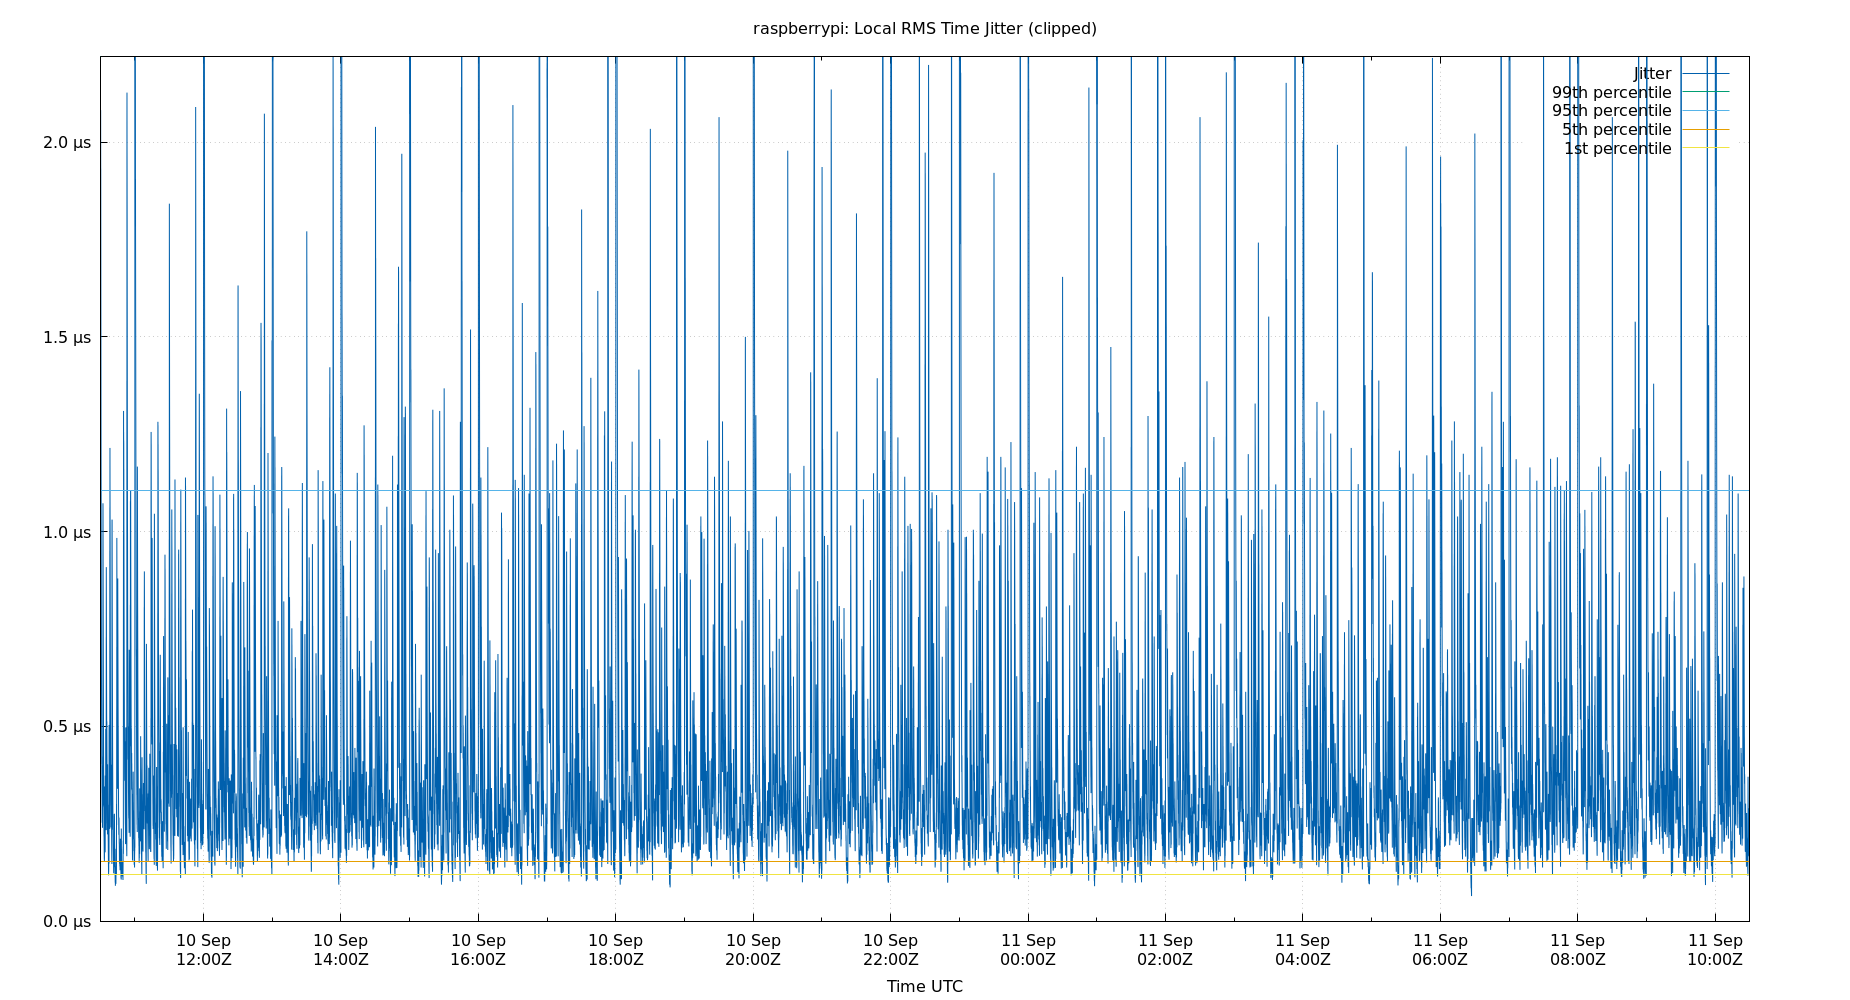 raspberrypi: Local RMS Time Jitter (clipped)
Jitter
99th percentile
95th percentile
5th percentile
1st percentile
2.0 µs
1.5 µs
1.0 µs
0.5 µs
0.0 µs
10 Sep 10 Sep 10 Sep 10 Sep 10 Sep 10 Sep 11 Sep 11 Sep 11 Sep 11 Sep 11 Sep 11 Sep
12:00Z 14:00Z 16:00Z 18:00Z 20:00Z 22:00Z 00:00Z 02:00Z 04:00Z 06:00Z 08:00Z 10:00Z
Time UTC